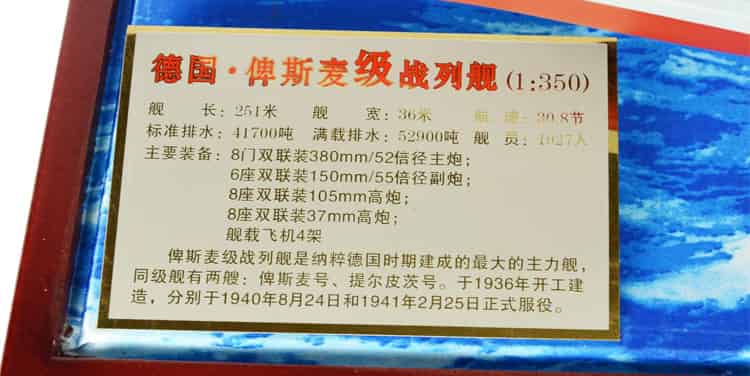 德国·俾斯麦级战列舰(1:350)
舰 长:251米 舰 宽:36米 舰 速:30.8节
标准排水:41700吨 满载排水:52900吨 舰 员:1027人
主要装备:8门双联装380mm/52倍径主炮;
6座双联装150mm/55倍径副炮;
8座双联装105mm高炮;
8座双联装37mm高炮;
舰载飞机4架
俾斯麦级战列舰是纳粹德国时期建成的最大的主力舰,
同级舰有两艘:俾斯麦号、提尔皮茨号。于1936年开工建
造,分别于1940年8月24日和1941年2月25日正式服役。